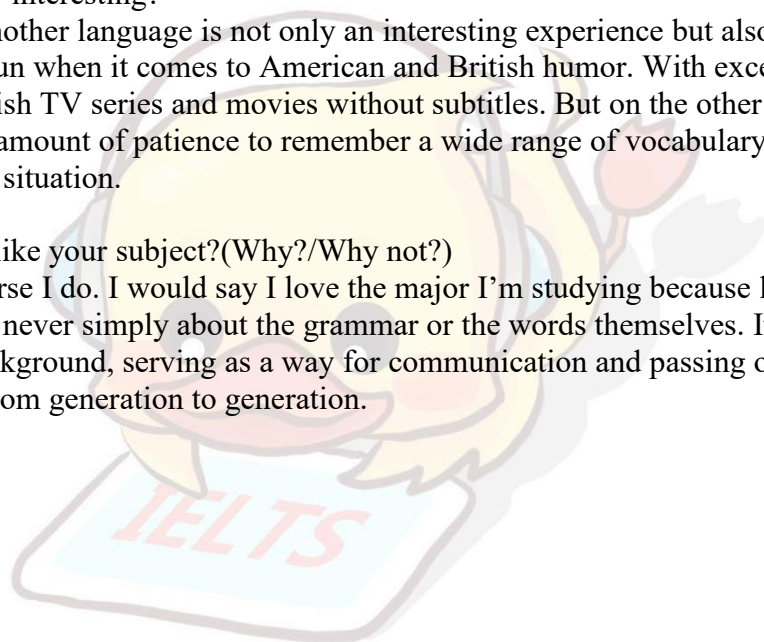 interesting?
nother language is not only an interesting experience but also
un when it comes to American and British humor. With exce
ish TV series and movies without subtitles. But on the other
amount of patience to remember a wide range of vocabulary
situation.
like your subject?(Why?/Why not?)
rse I do. I would say I love the major I’m studying because l
never simply about the grammar or the words themselves. I
kground, serving as a way for communication and passing o
om generation to generation.
IELTS